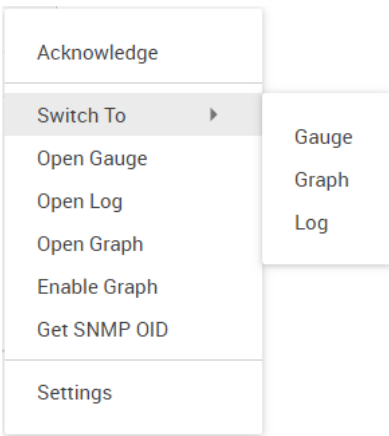 Acknowledge
Switch To
Open Gauge
Open Log
Open Graph
Enable Graph
Get SNMP OID
Settings
Gauge
Graph
Log